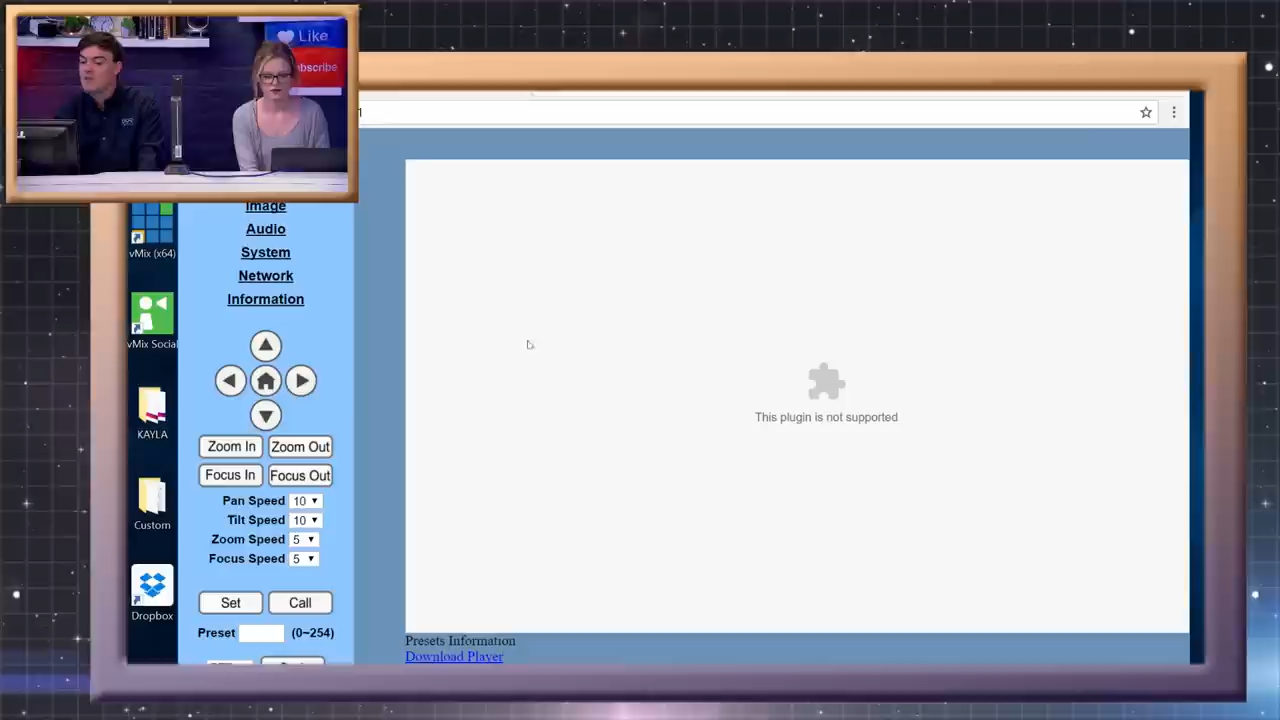 Like
ubscribe
1
Image
Audio
System
Network
Information
vMix (x64)
vMix Social
KAYLA
Custom
Dropbox
Zoom In Zoom Out
Focus In Focus Out
Pan Speed 10
Tilt Speed 10
Zoom Speed 5
Focus Speed 5
Set Call
Preset (0~254)
This plugin is not supported
Presets Information
Download Player